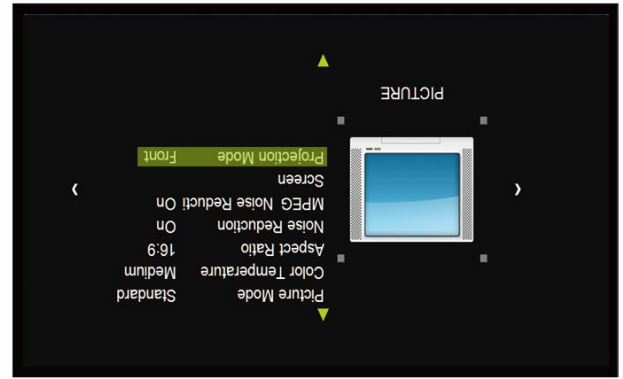 Picture Mode Standard
Color Temperature Medium
Aspect Ratio 16:9
Noise Reduction On
MPEG Noise Reducti On
Screen
Projection Mode Front
PICTURE